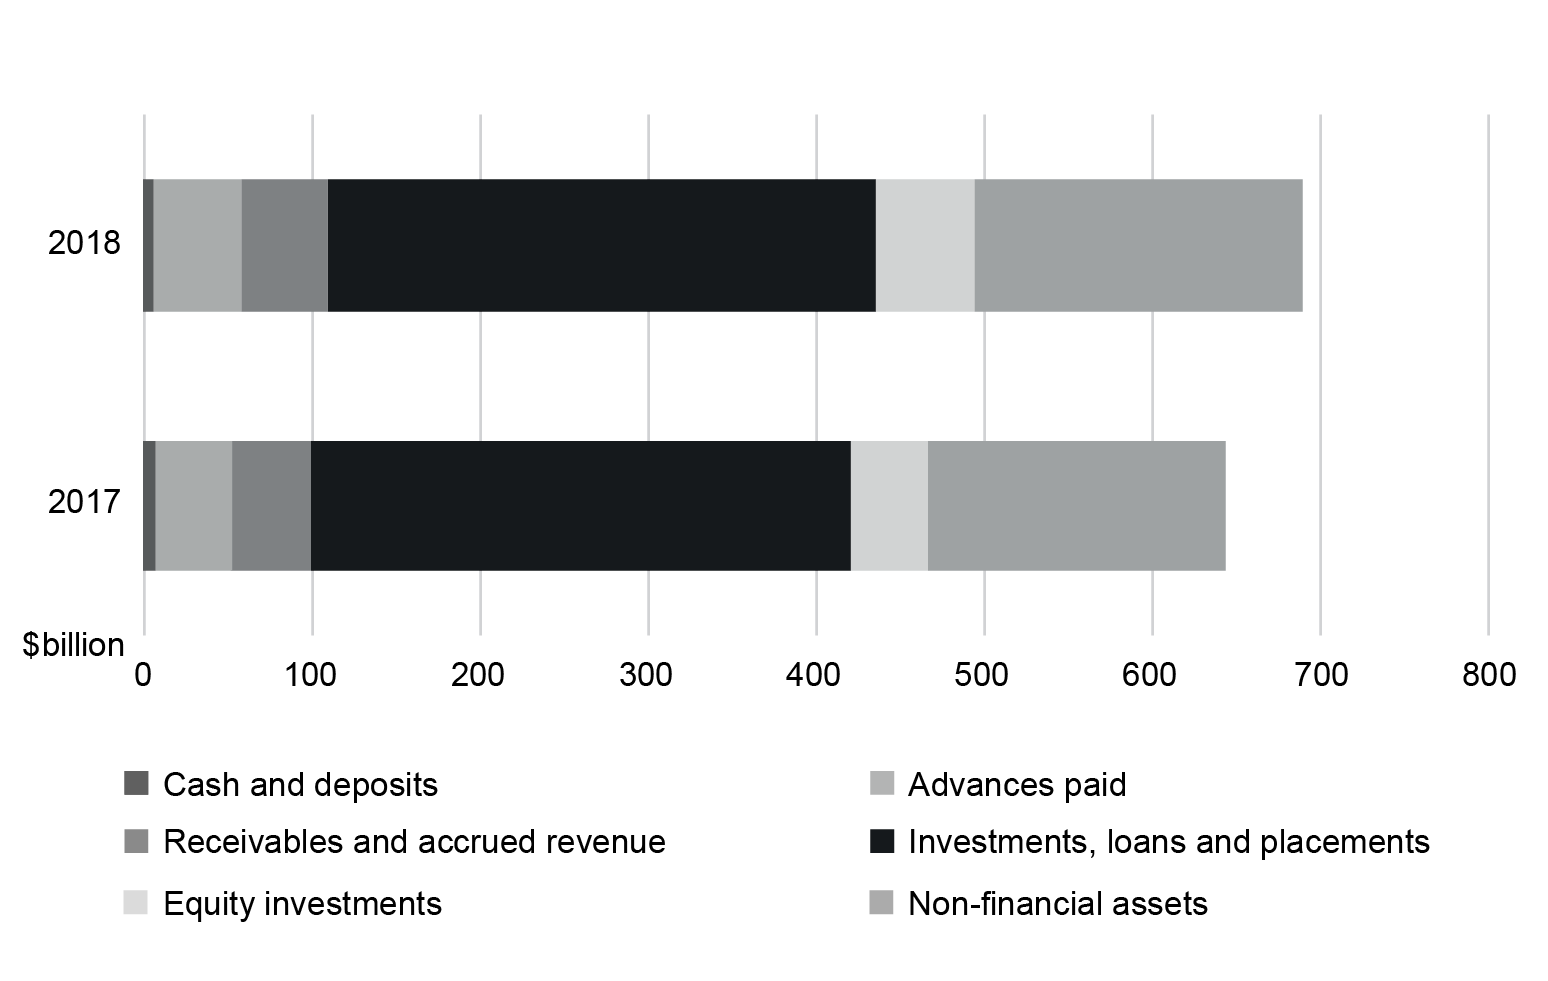 2018
2017
$billion
0 100 200 300 400 500 600 700 800
Cash and deposits
Advances paid
Receivables and accrued revenue
Investments, loans and placements
Equity investments
Non-financial assets